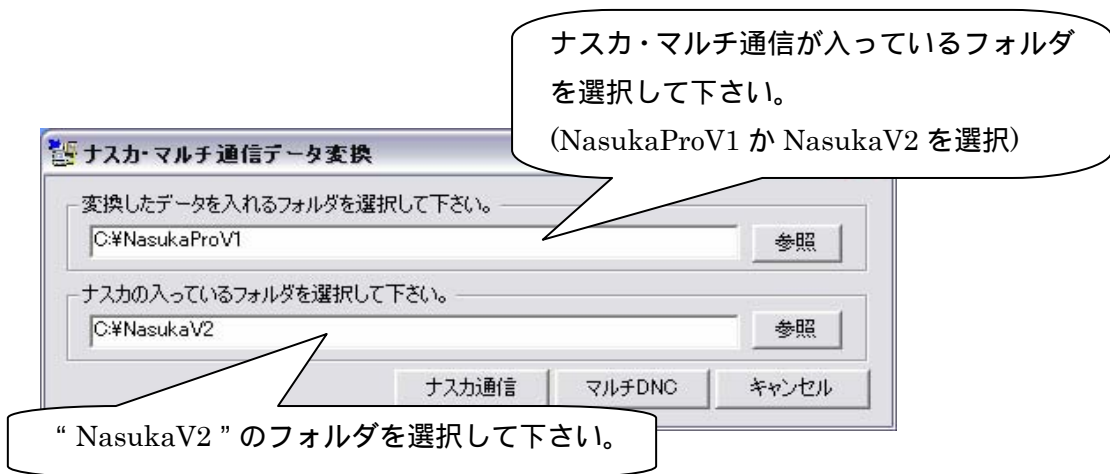 ナスカ・マルチ通信が入っているフォルダ
を選択して下さい。
(NasukaProV1 か NasukaV2 を選択)
ナスカ・マルチ通信データ変換
変換したデータを入れるフォルダを選択して下さい。
C:¥NasukaProV1
参照
ナスカの入っているフォルダを選択して下さい。
C:¥NasukaV2
参照
ナスカ通信
マルチDNC
キャンセル
“ NasukaV2 ” のフォルダを選択して下さい。